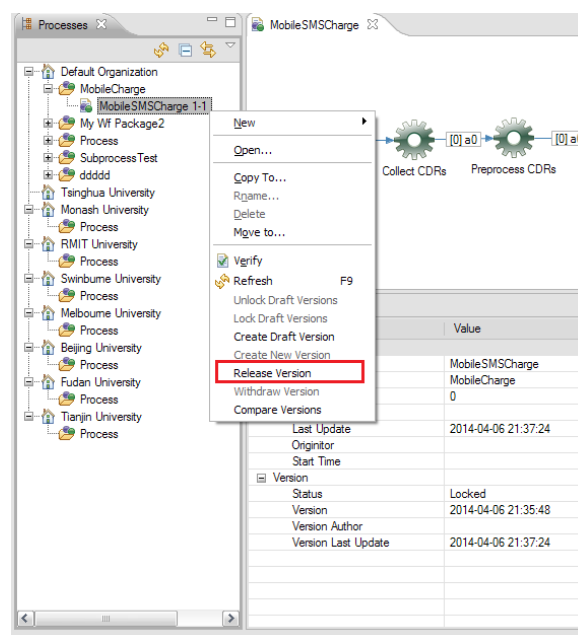 Processes
MobileSMSCharge
Default Organization
MobileCharge
MobileSMSCharge 1-1
My Wf Package2
Process
SubprocessTest
ddddd
Tsinghua University
Monash University
Process
RMIT University
Process
Swinburne University
Process
Melbourne University
Process
Beijing University
Process
Fudan University
Process
Tianjin University
Process
New
Open...
Copy To...
Rname...
Delete
Move to...
Verify
Refresh F9
Unlock Draft Versions
Lock Draft Versions
Create Draft Version
Create New Version
Release Version
Withdraw Version
Compare Versions
[0] a0
[0] a
Collect CDRs
Preprocess CDRs
Value
MobileSMSCharge
MobileCharge
0
Last Update 2014-04-06 21:37:24
Originitor
Start Time
Version
Status Locked
Version 2014-04-06 21:35:48
Version Author
Version Last Update 2014-04-06 21:37:24